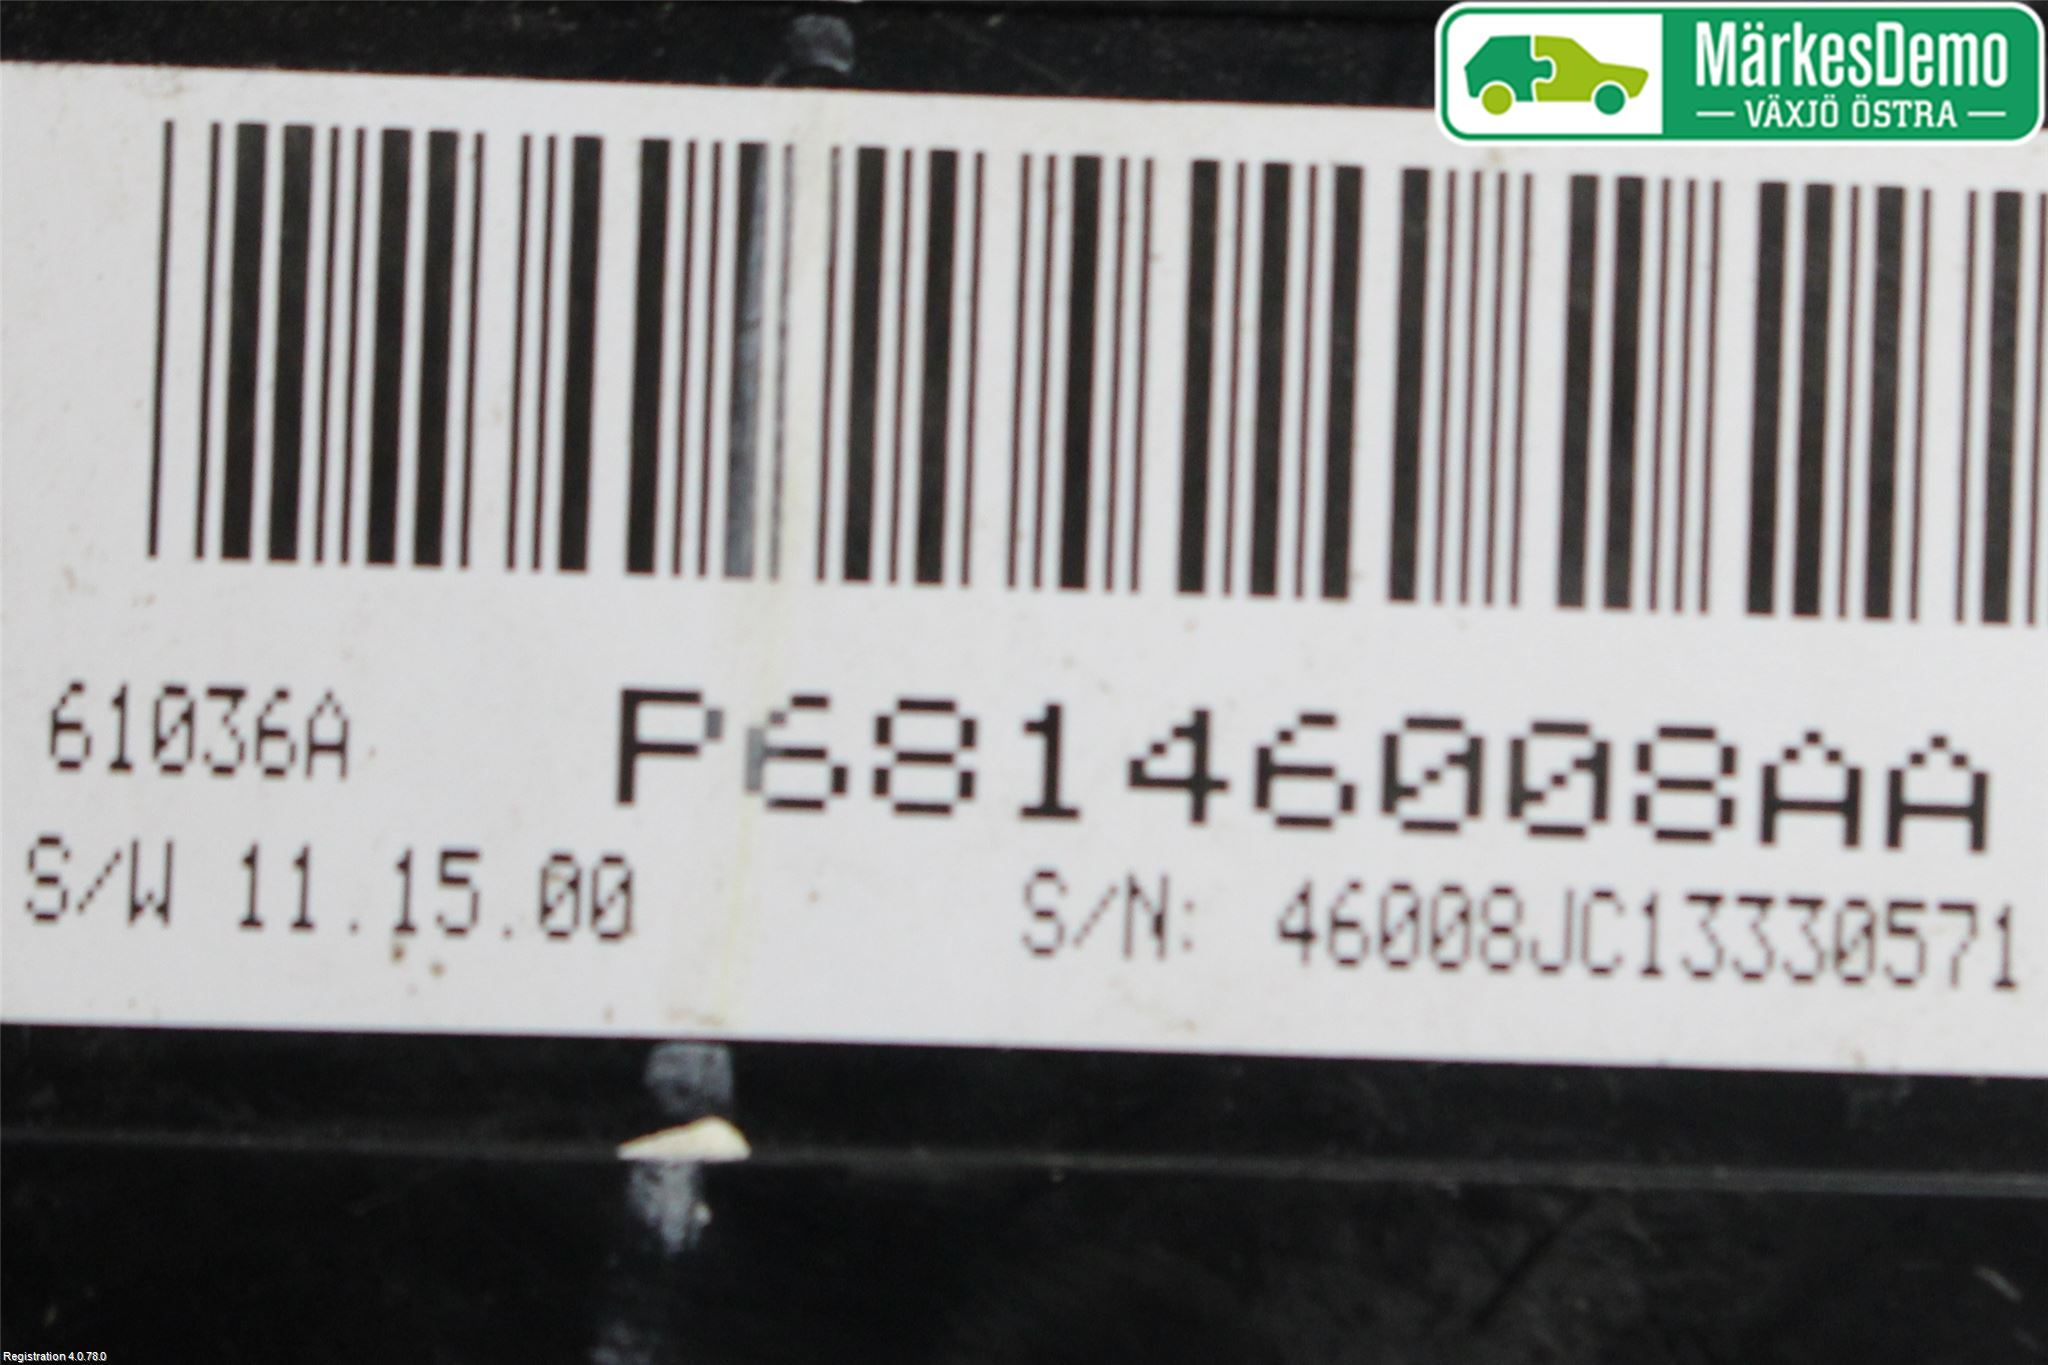 MärkesDemo
VÄXJÖ ÖSTRA
61036A
P68146008AA
S/W 11.15.00
S/N: 46008JC13330571
Registration 4.0.78.0